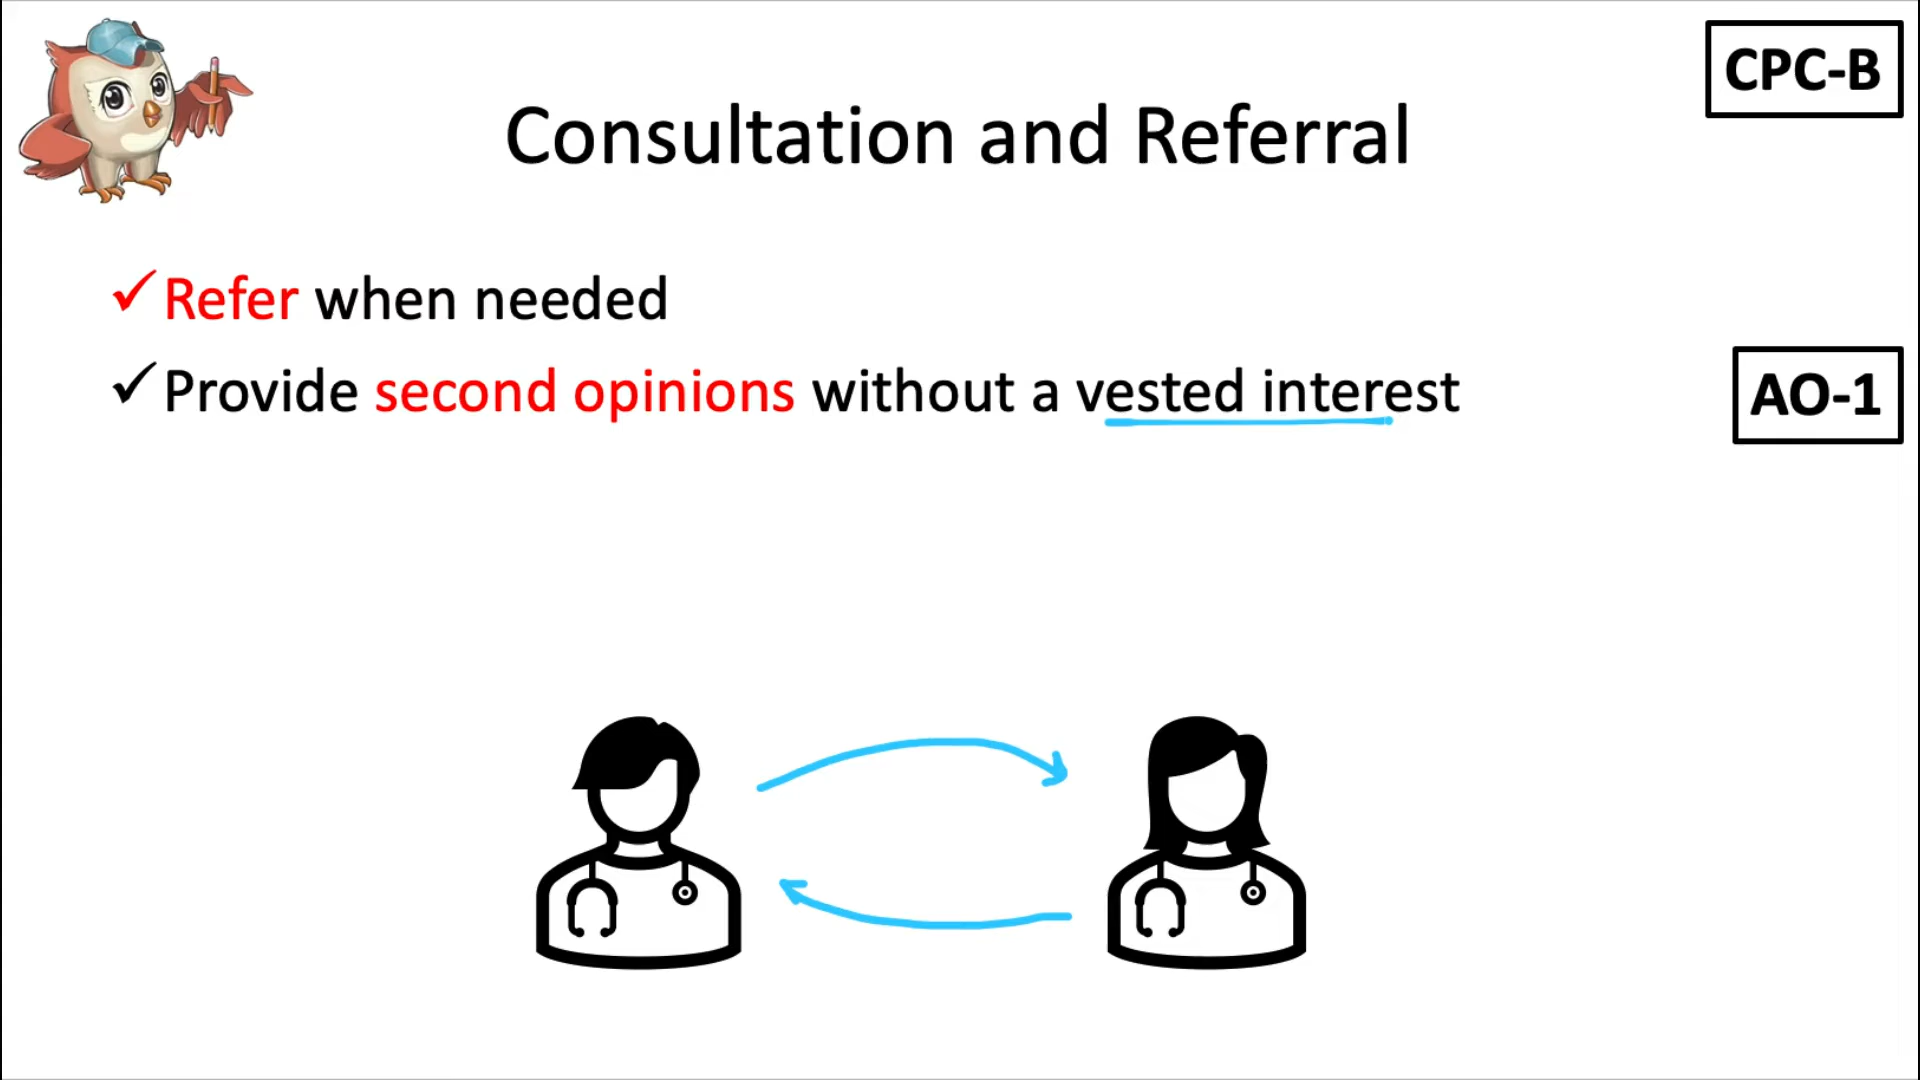 CPC-B
Consultation and Referral
✓Refer when needed
✓Provide second opinions without a vested interest
AO-1